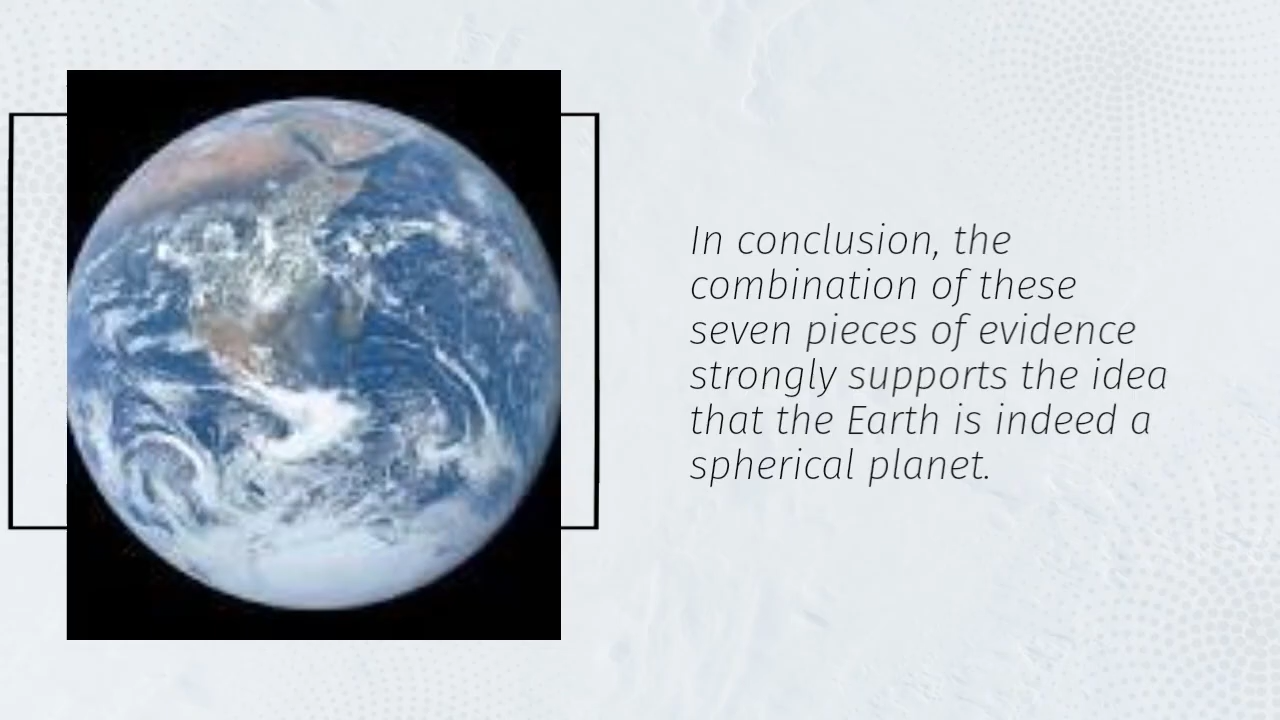 In conclusion, the
combination of these
seven pieces of evidence
strongly supports the idea
that the Earth is indeed a
spherical planet.